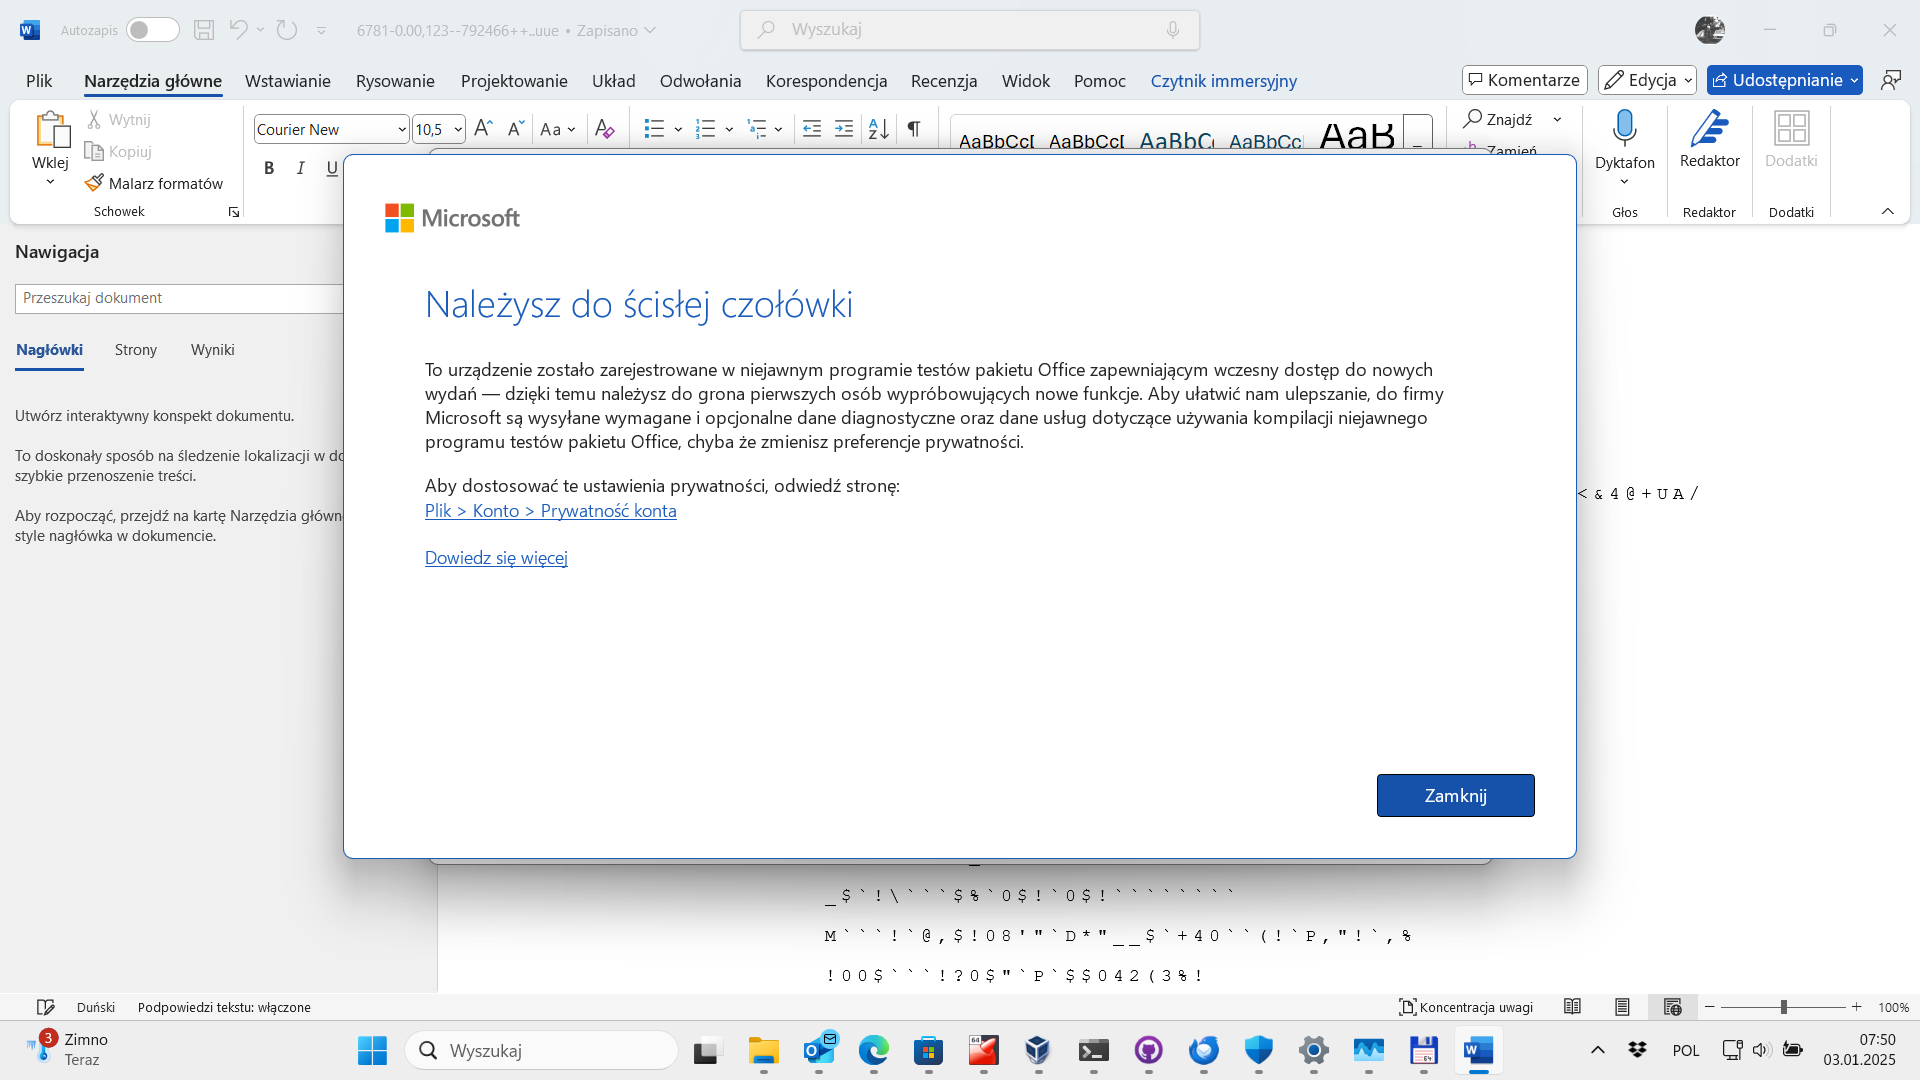 Autozapis
6781-0.00,123--792466++..uue • Zapisano
Wyszukaj
Plik
Narzędzia główne
Wstawianie
Rysowanie
Projektowanie
Układ
Odwołania
Korespondencja
Recenzja
Widok
Pomoc
Czytnik immersyjny
Komentarze
Edycja
Udostępnianie
Wklej
Wytnij
Kopiuj
Malarz formatów
Schowek
Courier New
10,5
B I U
Znajdź
Zamień
Dyktafon
Głos
Redaktor
Redaktor
Dodatki
Dodatki
Nawigacja
Przeszukaj dokument
Nagłówki
Strony
Wyniki
Utwórz interaktywny konspekt dokumentu.
To doskonały sposób na śledzenie lokalizacji w
szybkie przenoszenie treści.
Aby rozpocząć, przejdź na kartę Narzędzia
style nagłówka w dokumencie.
Microsoft
Należysz do ścisłej czołówki
To urządzenie zostało zarejestrowane w niejawnym programie testów pakietu Office zapewniającym wczesny dostęp do nowych
wydań — dzięki temu należysz do grona pierwszych osób wypróbowujących nowe funkcje. Aby ułatwić nam ulepszanie, do firmy
Microsoft są wysyłane wymagane i opcjonalne dane diagnostyczne oraz dane usług dotyczące używania kompilacji niejawnego
programu testów pakietu Office, chyba że zmienisz preferencje prywatności.
Aby dostosować te ustawienia prywatności, odwiedź stronę:
Plik > Konto > Prywatność konta
Dowiedz się więcej
Zamknij
<&4@+UA/
_$`!\```$%`0$!`0$!````````
M```!`@,$!08'"`D*"__$`+40``(!`P,"!`,%
!00$```!?0$"`P`$$042(3%!
Duński
Podpowiedzi tekstu: włączone
Koncentracja uwagi
100%
3
Zimno
Teraz
Wyszukaj
POL
07:50
03.01.2025